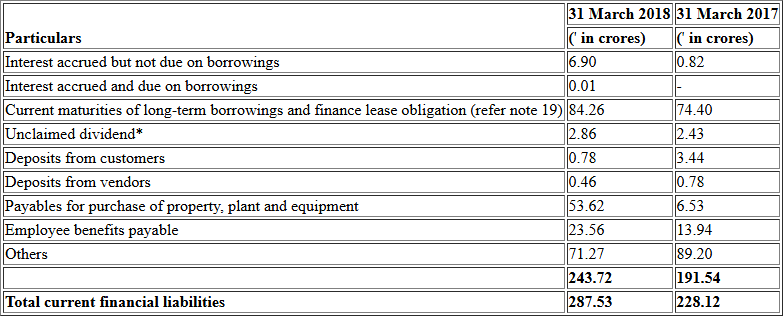 31 March 2018 31 March 2017
Particulars (' in crores) (' in crores)
Interest accrued but not due on borrowings 6.90 0.82
Interest accrued and due on borrowings 0.01 -
Current maturities of long-term borrowings and finance lease obligation (refer note 19) 84.26 74.40
Unclaimed dividend* 2.86 2.43
Deposits from customers 0.78 3.44
Deposits from vendors 0.46 0.78
Payables for purchase of property, plant and equipment 53.62 6.53
Employee benefits payable 23.56 13.94
Others 71.27 89.20
243.72 191.54
Total current financial liabilities 287.53 228.12